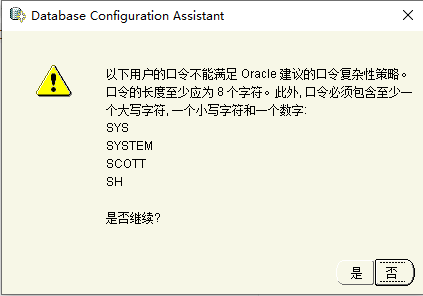 Database Configuration Assistant
以下用户的口令不能满足 Oracle 建议的口令复杂性策略。
口令的长度至少应为 8 个字符。此外, 口令必须包含至少一
个大写字符, 一个小写字符和一个数字:
SYS
SYSTEM
SCOTT
SH
是否继续?
是
否